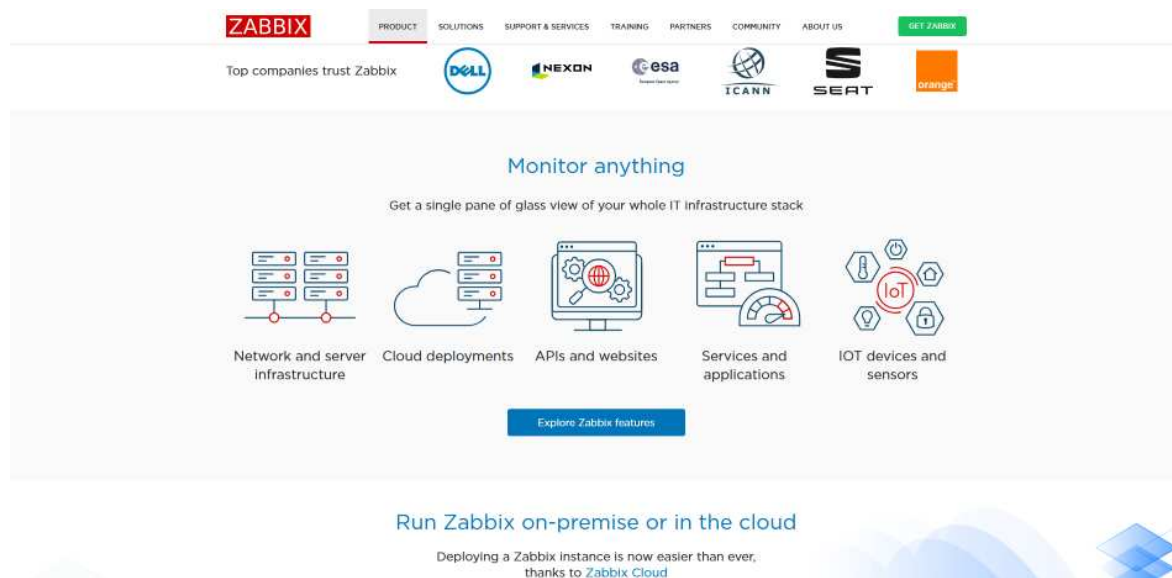 ZABBIX
PRODUCT
SOLUTIONS
SUPPORT & SERVICES
TRAINING
PARTNERS
COMMUNITY
ABOUT US
GET ZABBIX
Top companies trust Zabbix
DELL
NEXON
esa
European Space Agency
ICANN
SEAT
orange
Monitor anything
Get a single pane of glass view of your whole IT infrastructure stack
IoT
Network and server
infrastructure
Cloud deployments
APIs and websites
Services and
applications
IOT devices and
sensors
Explore Zabbix features
Run Zabbix on-premise or in the cloud
Deploying a Zabbix instance is now easier than ever,
thanks to Zabbix Cloud